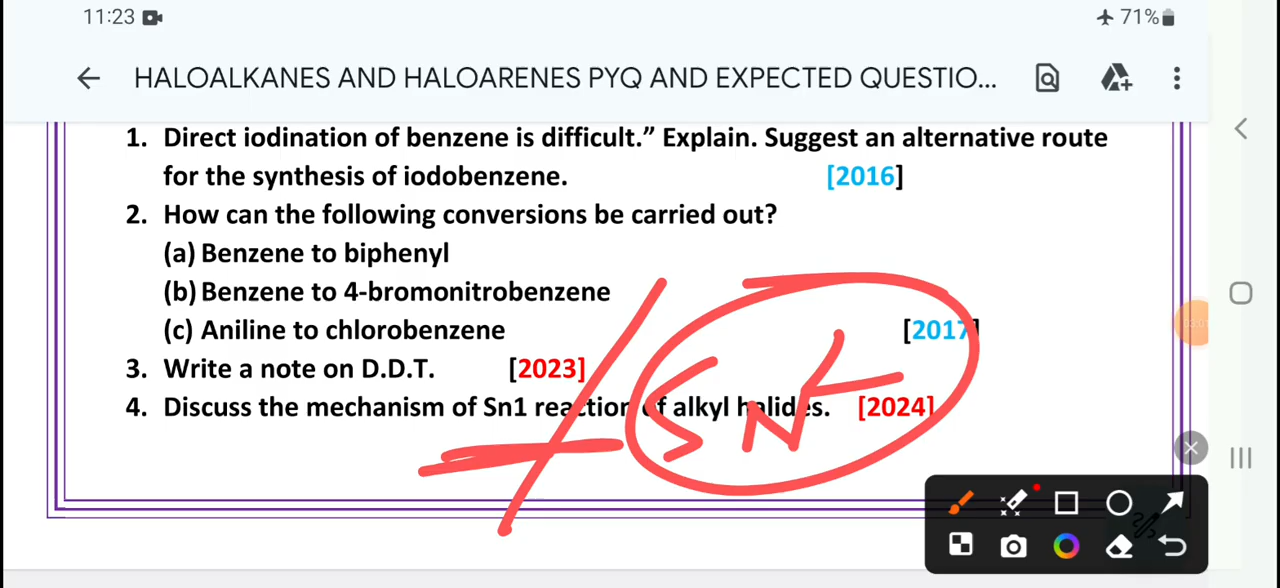 11:23 71%
HALOALKANES AND HALOARENES PYQ AND EXPECTED QUESTIO...
1. Direct iodination of benzene is difficult.” Explain. Suggest an alternative route
for the synthesis of iodobenzene. [2016]
2. How can the following conversions be carried out?
(a) Benzene to biphenyl
(b) Benzene to 4-bromonitrobenzene
(c) Aniline to chlorobenzene [2017]
3. Write a note on D.D.T. [2023]
4. Discuss the mechanism of Sn1 reaction of alkyl halides. [2024]
SN